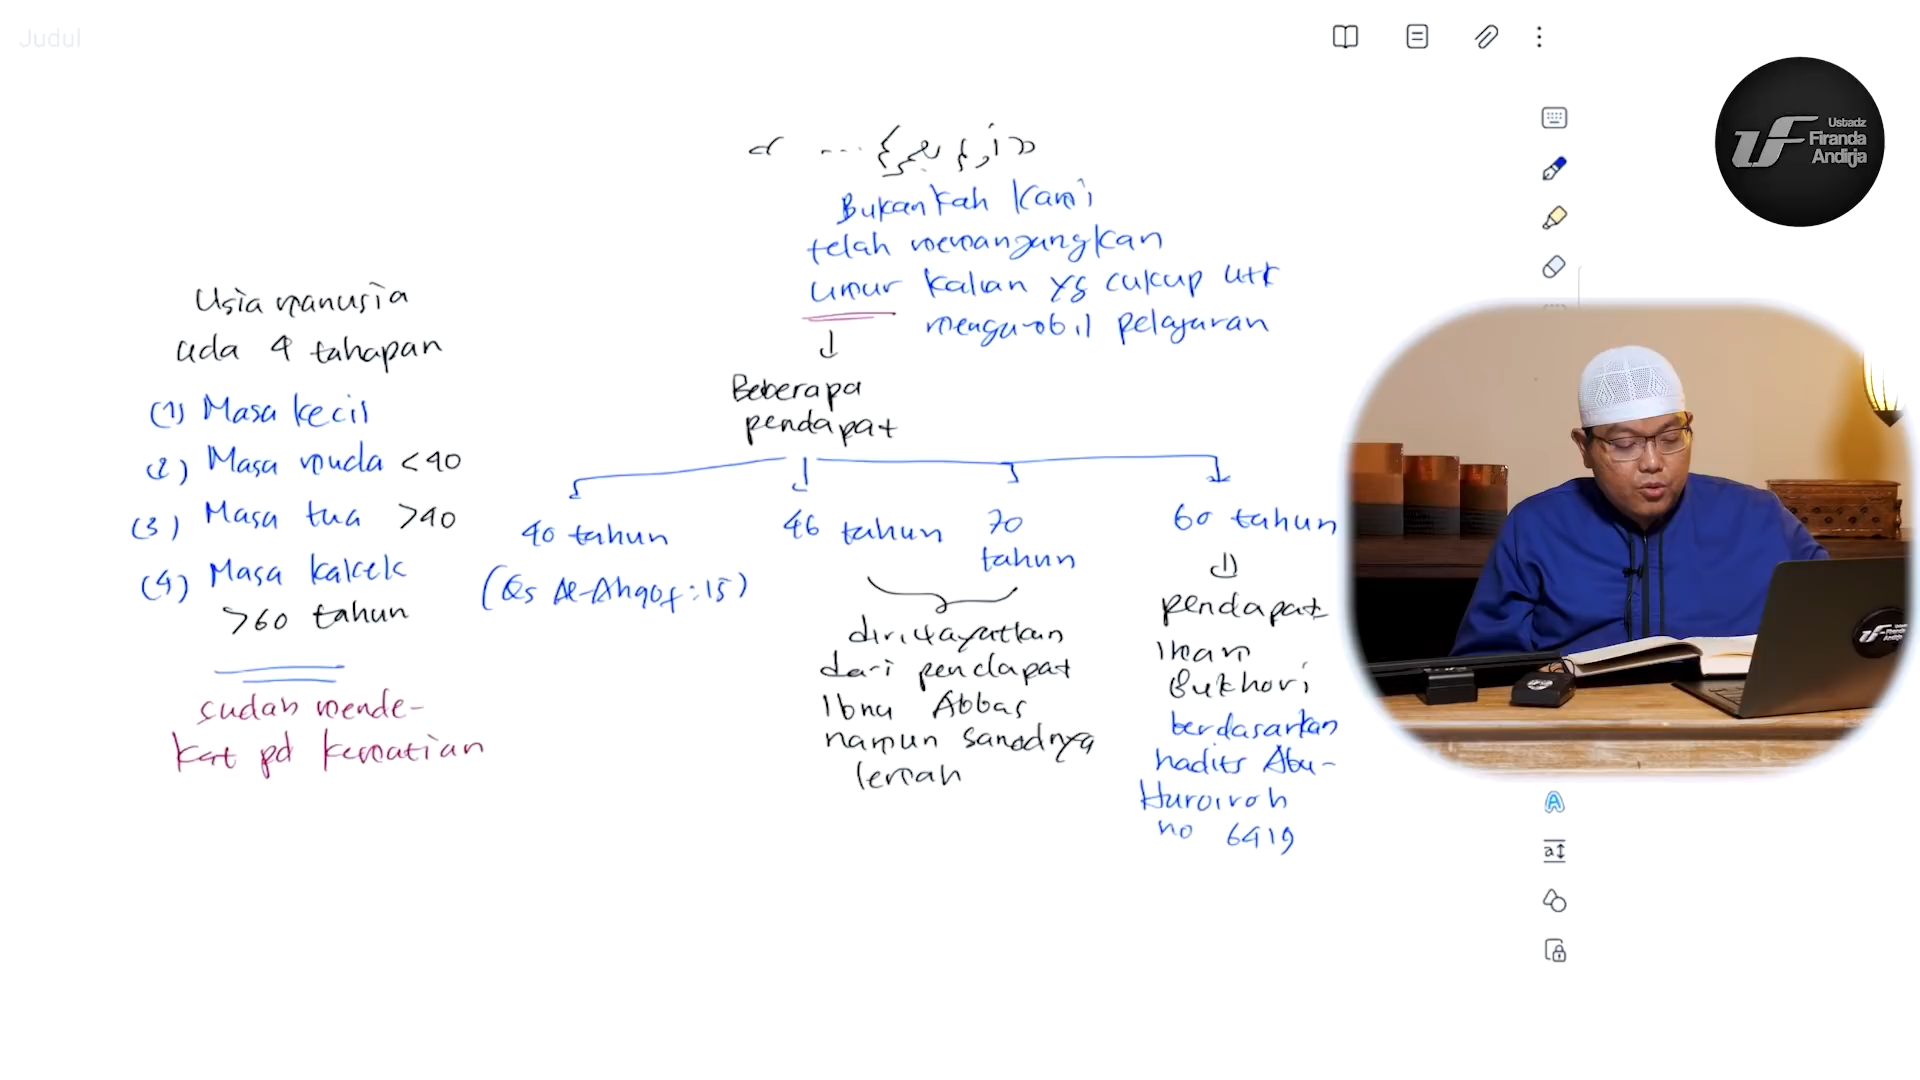 Judul
Ustadz
Firanda
Andirja
Bukankah Kami
telah memanjangkan
umur kalian yg cukup utk
mengambil pelajaran
Beberapa
pendapat
Usia manusia
ada 4 tahapan
(1) Masa kecil
(2) Masa muda <40
(3) Masa tua >40
(4) Masa kakek
>60 tahun
sudah mende-
kat pd kematian
40 tahun
(Qs Al-Ahqof:15)
46 tahun
70
tahun
diriwayatkan
dari pendapat
Ibnu Abbas
namun sanadnya
lemah
60 tahun
pendapat
Imam
Bukhori
berdasarkan
hadits Abu-
Huroiroh
no 6419